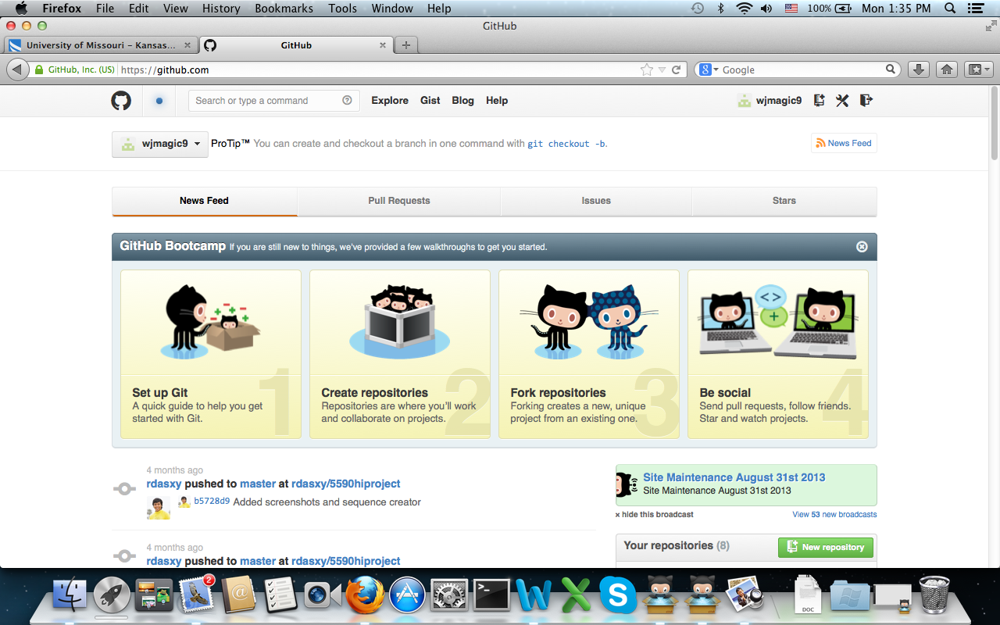 Firefox File Edit View History Bookmarks Tools Window Help 100% Mon 1:35 PM
GitHub
University of Missouri – Kansas... GitHub
GitHub, Inc. (US) https://github.com Google
Search or type a command Explore Gist Blog Help wjmagic9
wjmagic9 ProTip™ You can create and checkout a branch in one command with git checkout -b. News Feed
News Feed Pull Requests Issues Stars
GitHub Bootcamp If you are still new to things, we've provided a few walkthroughs to get you started.
1 2 3 4
Set up Git
A quick guide to help you get
started with Git.
Create repositories
Repositories are where you'll work
and collaborate on projects.
Fork repositories
Forking creates a new, unique
project from an existing one.
Be social
Send pull requests, follow friends.
Star and watch projects.
4 months ago
rdasxy pushed to master at rdasxy/5590hiproject
b5728d9 Added screenshots and sequence creator
4 months ago
rdasxy pushed to master at rdasxy/5590hiproject
Site Maintenance August 31st 2013
Site Maintenance August 31st 2013
x hide this broadcast View 53 new broadcasts
Your repositories (8) New repository
2
DOC